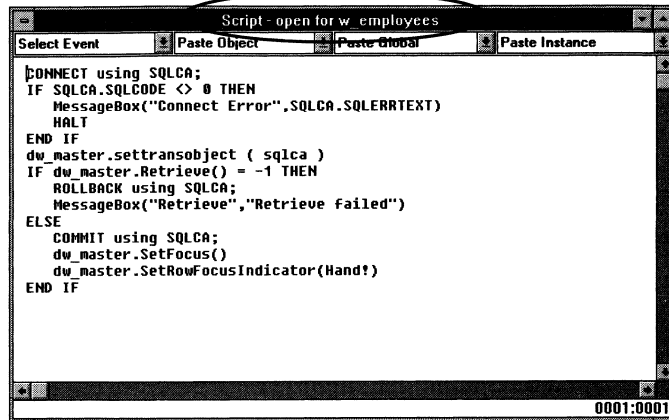 Script - open for w_employees
Select Event Paste Object Paste Global Paste Instance
CONNECT using SQLCA;
IF SQLCA.SQLCODE <> 0 THEN
   MessageBox("Connect Error",SQLCA.SQLERRTEXT)
   HALT
END IF
dw_master.settransobject ( sqlca )
IF dw_master.Retrieve() = -1 THEN
   ROLLBACK using SQLCA;
   MessageBox("Retrieve","Retrieve failed")
ELSE
   COMMIT using SQLCA;
   dw_master.SetFocus()
   dw_master.SetRowFocusIndicator(Hand!)
END IF
0001:0001